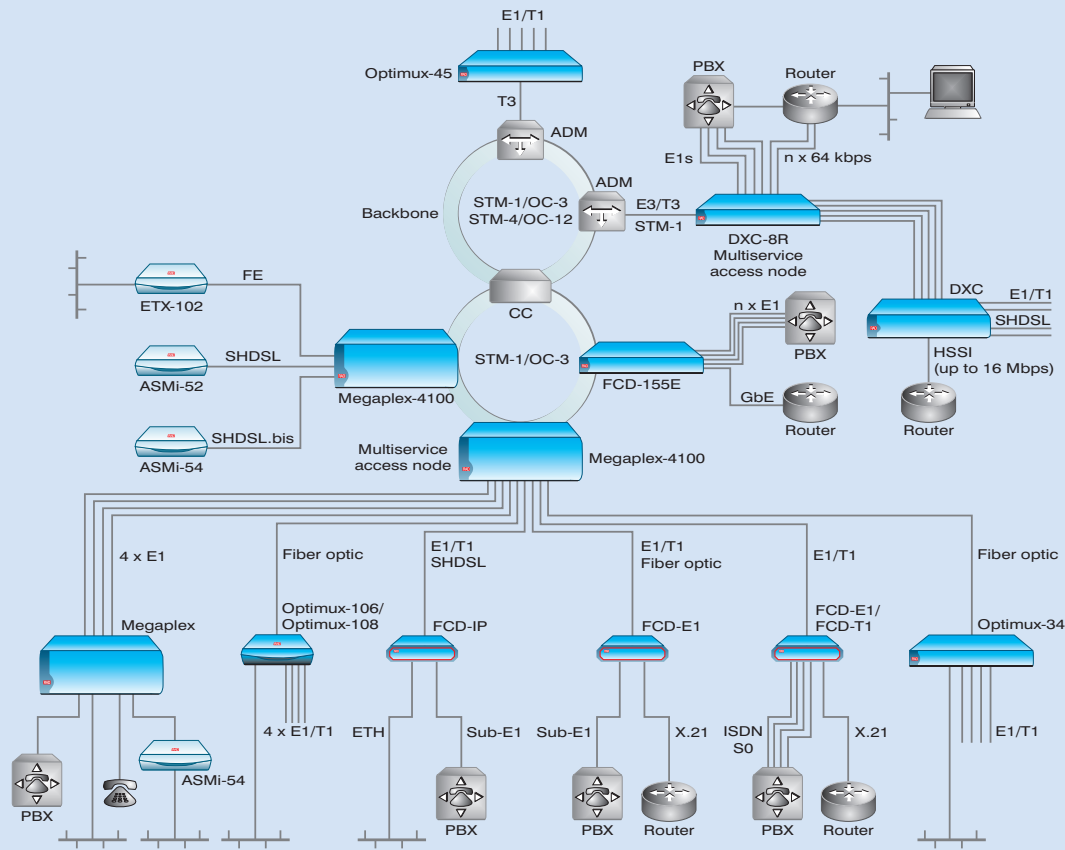 E1/T1
Optimux-45
T3
ADM
PBX
Router
E1s
n x 64 kbps
ADM
Backbone
STM-1/OC-3
STM-4/OC-12
E3/T3
STM-1
DXC-8R
Multiservice
access node
FE
ETX-102
CC
DXC
E1/T1
SHDSL
n x E1
PBX
HSSI
(up to 16 Mbps)
SHDSL
ASMi-52
STM-1/OC-3
Megaplex-4100
FCD-155E
GbE
Router
Router
SHDSL.bis
ASMi-54
Multiservice
access node
Megaplex-4100
4 x E1
Fiber optic
E1/T1
SHDSL
E1/T1
Fiber optic
E1/T1
Fiber optic
Megaplex
Optimux-106/
Optimux-108
FCD-IP
FCD-E1
FCD-E1/
FCD-T1
Optimux-34
4 x E1/T1
ETH
Sub-E1
Sub-E1
X.21
ISDN
S0
X.21
E1/T1
PBX
ASMi-54
PBX
PBX
Router
PBX
Router